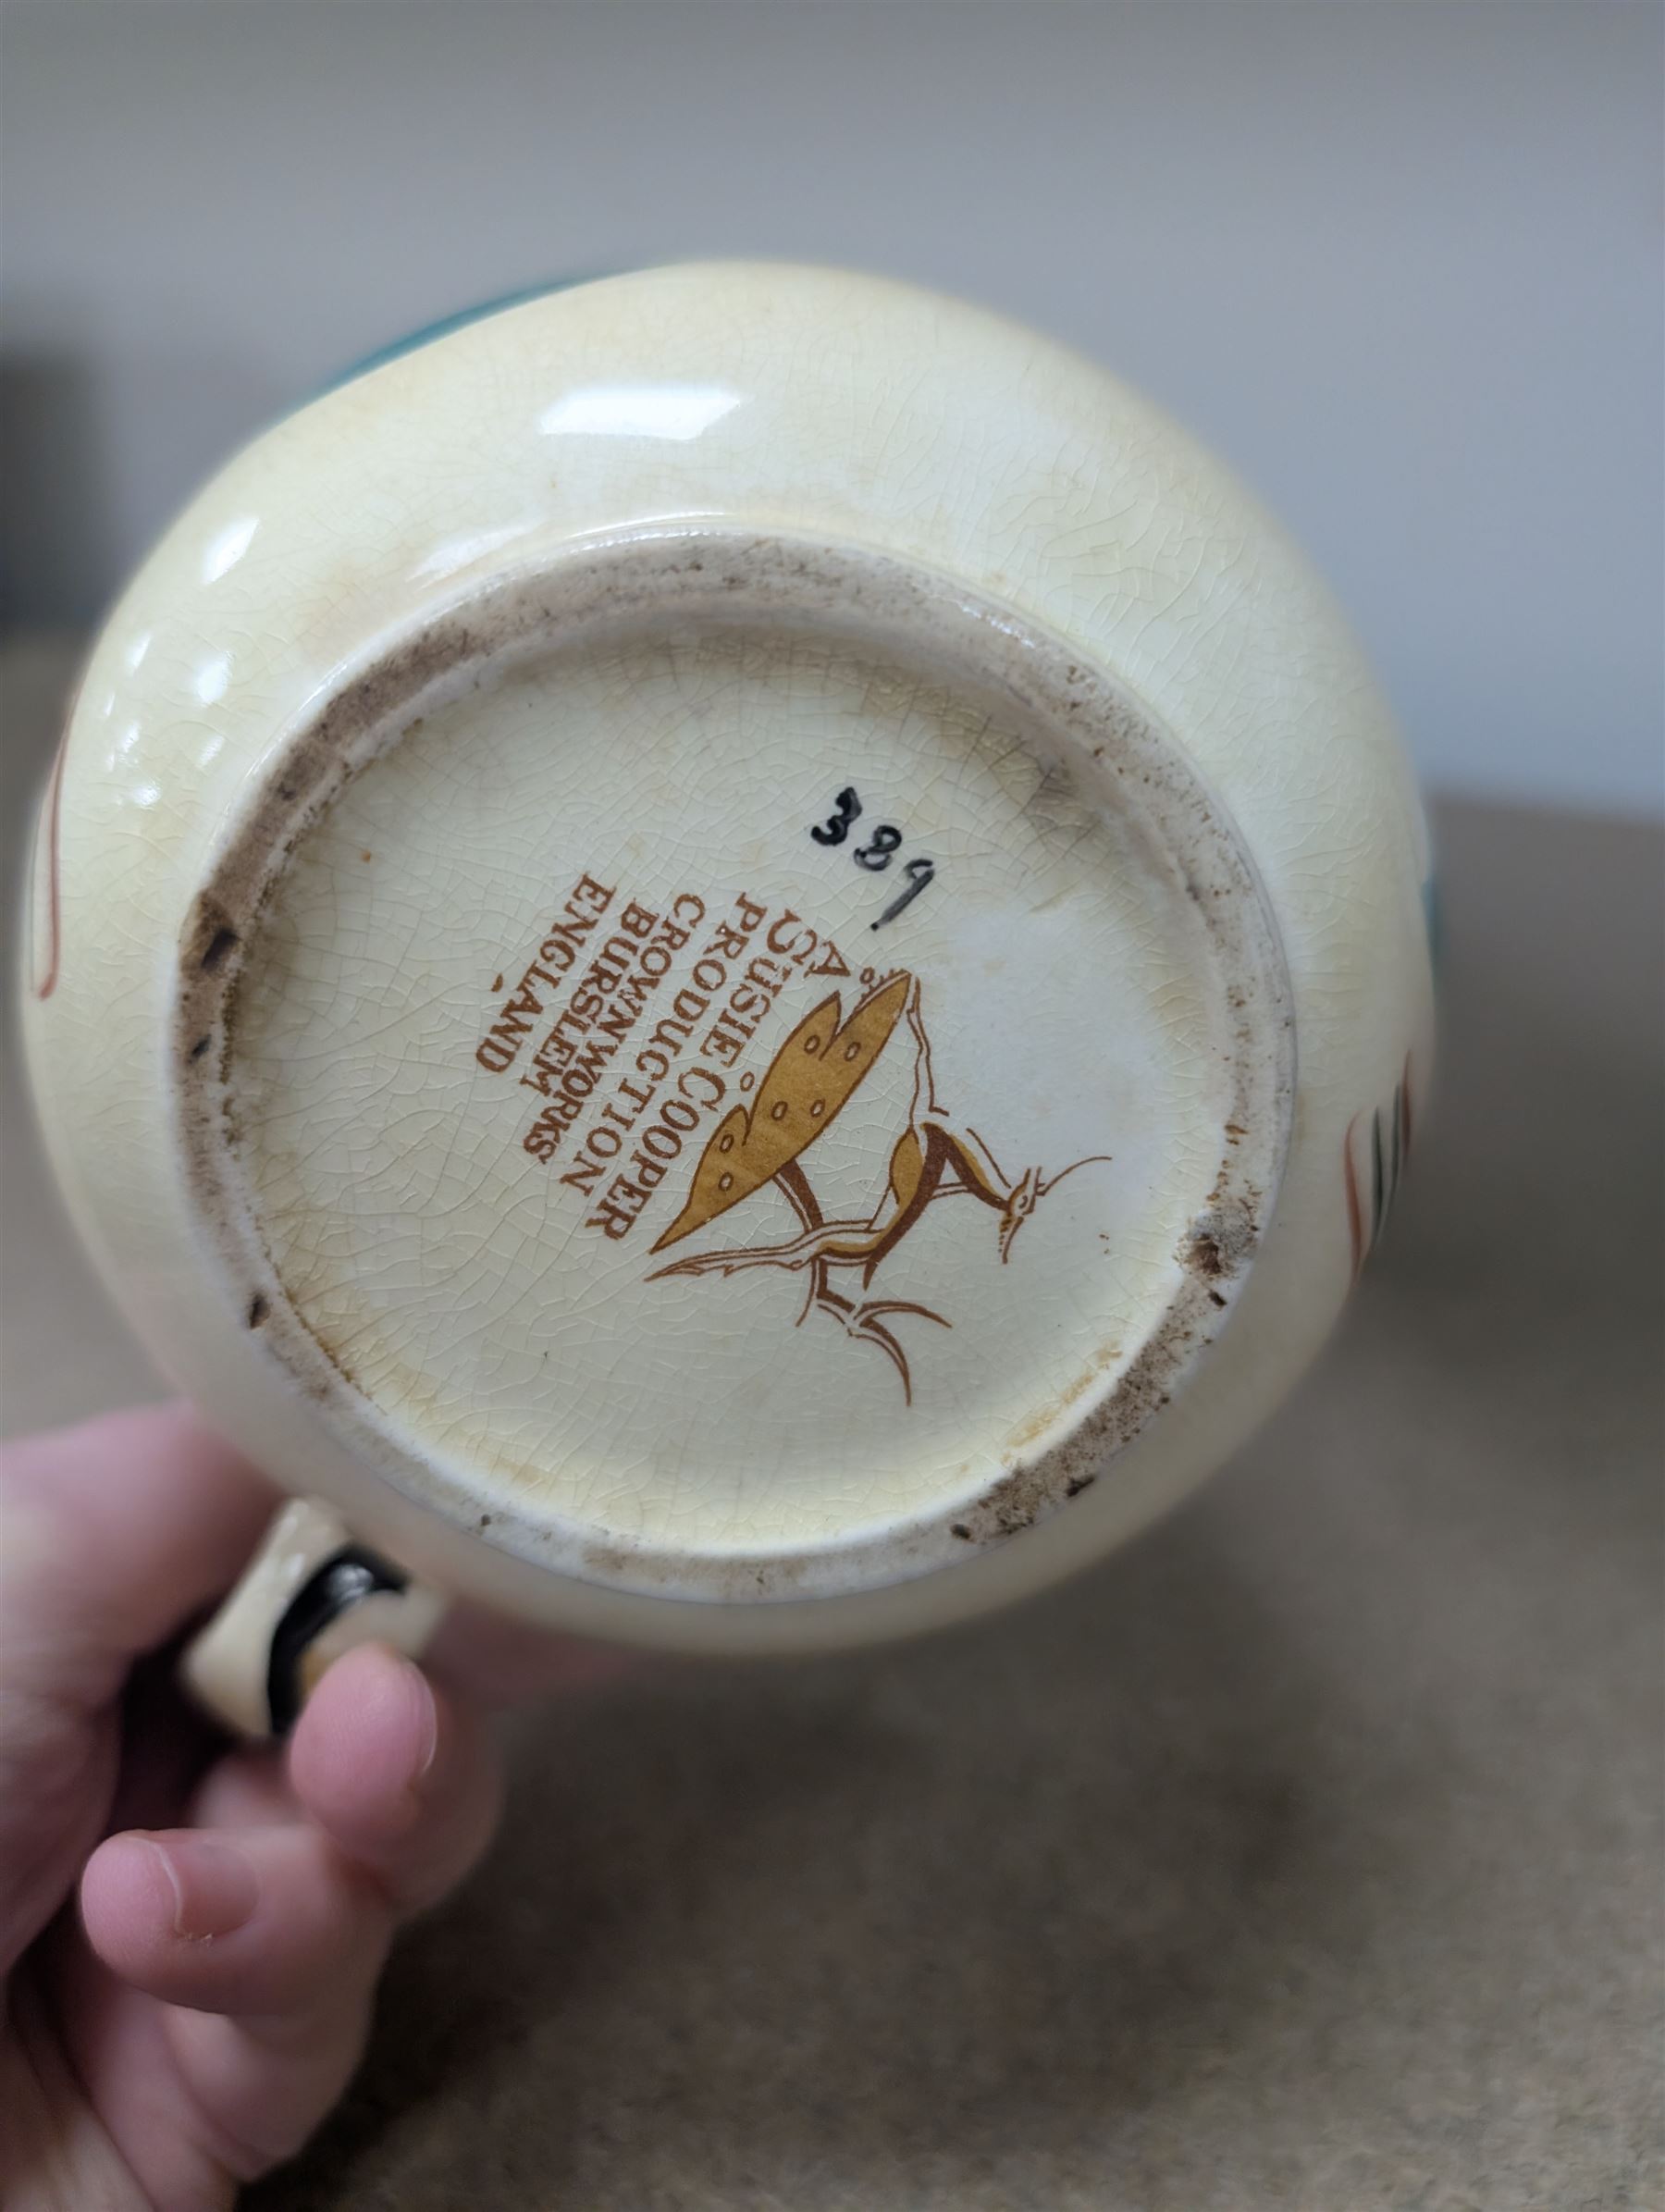 389
A
SUSIE COOPER
PRODUCTION
CROWN WORKS
BURSLEM
ENGLAND